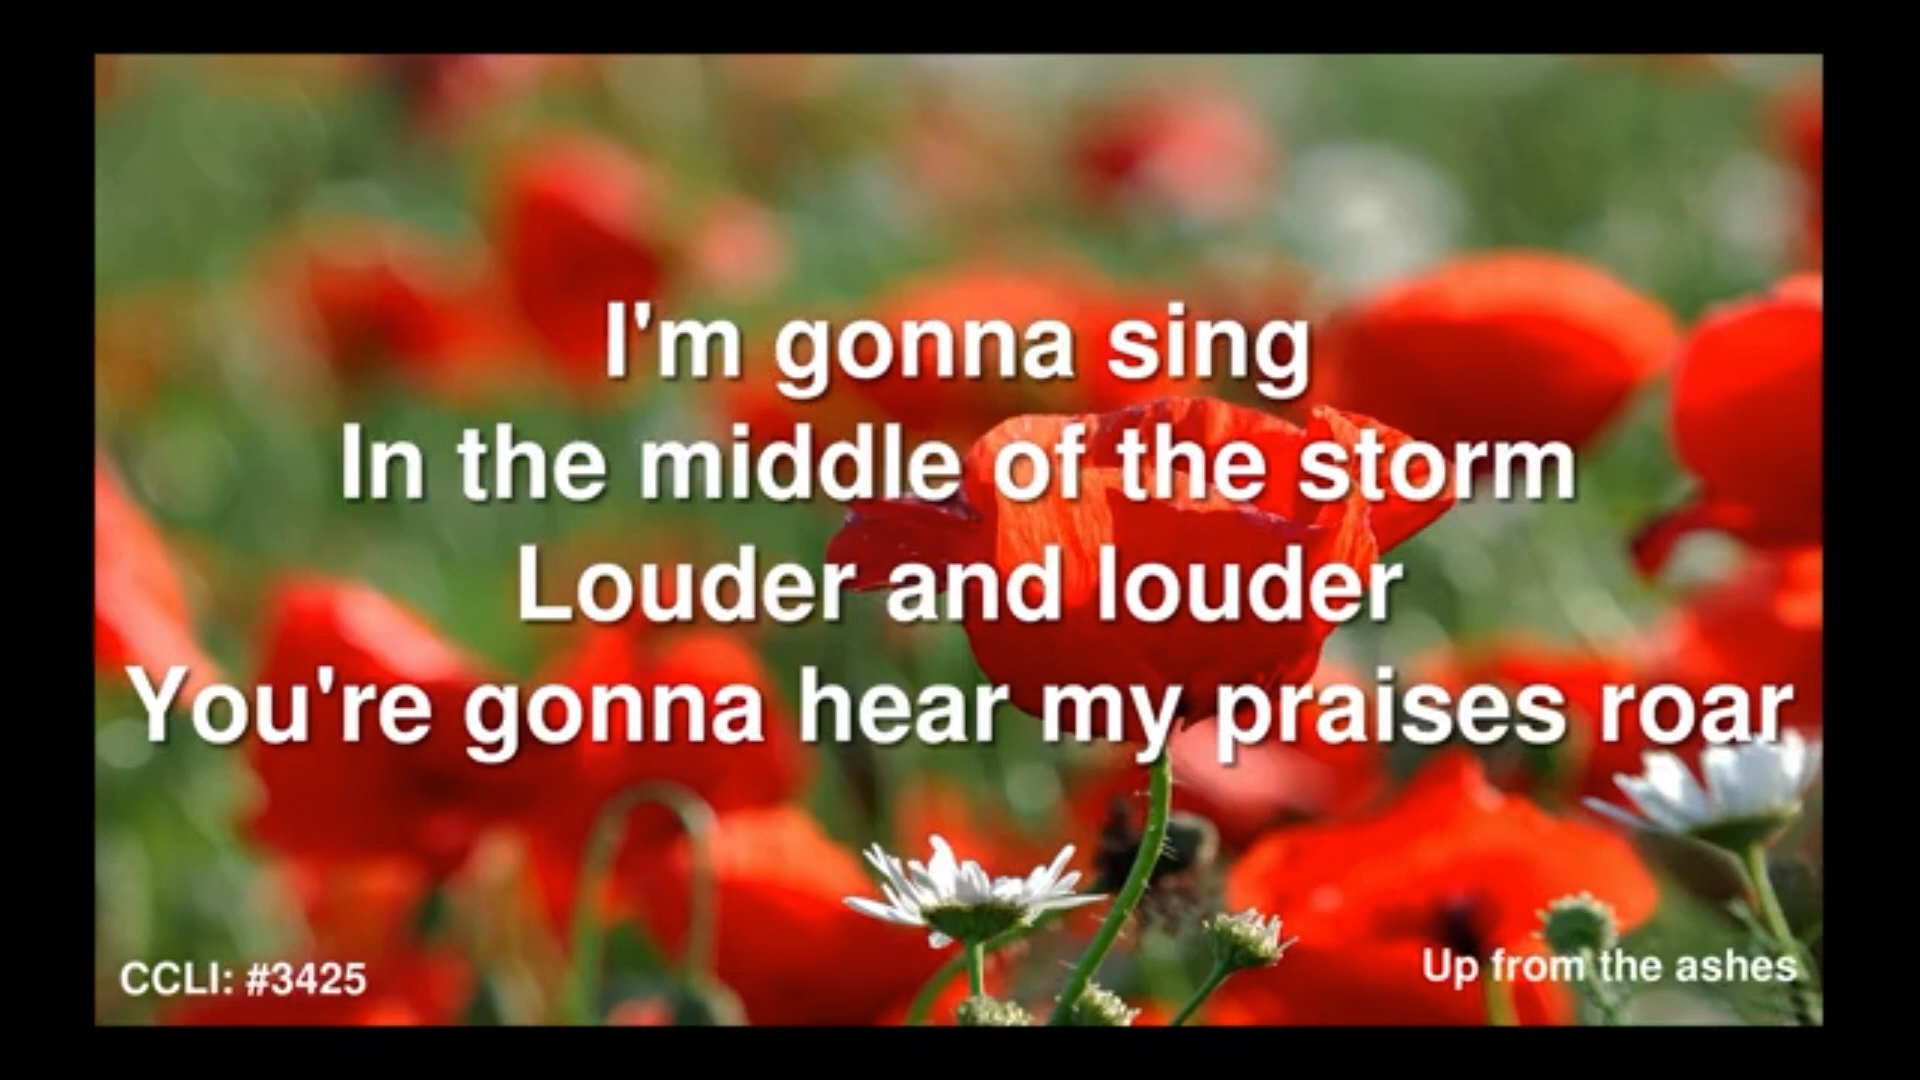 I'm gonna sing
In the middle of the storm
Louder and louder
You're gonna hear my praises roar
CCLI: #3425
Up from the ashes